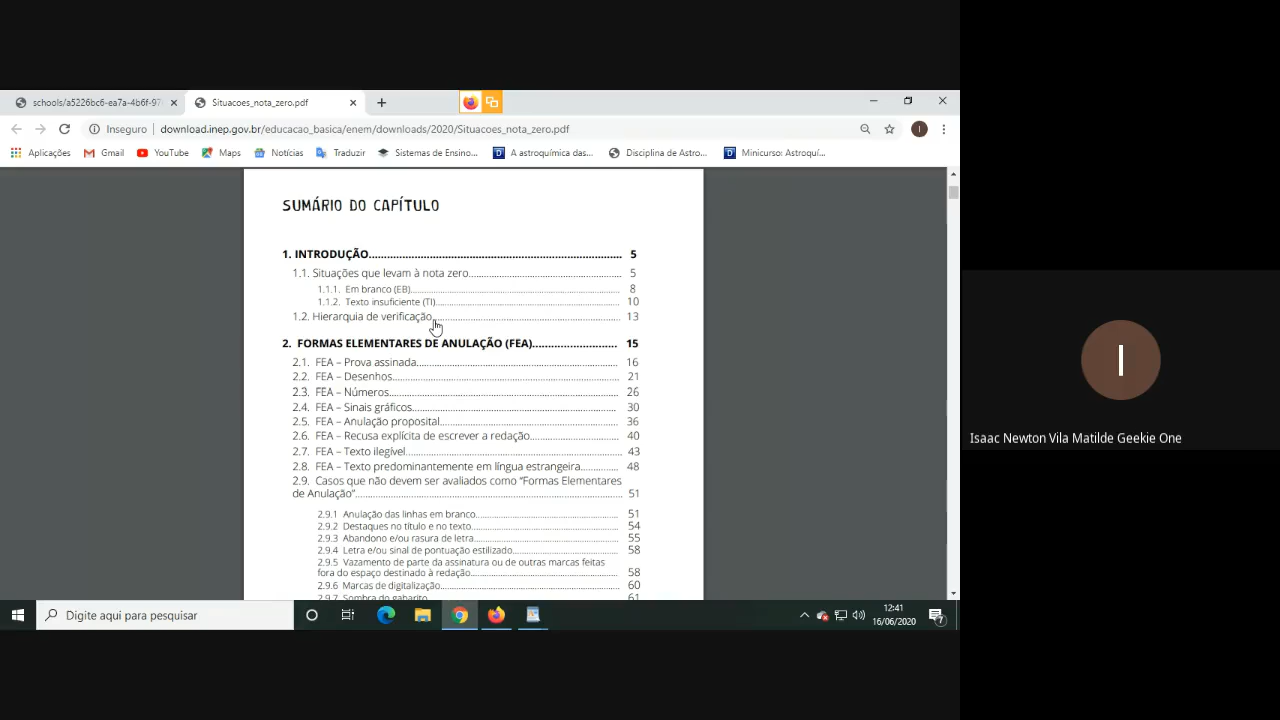 schools/a5226bc6-ea7a-4b6f-97
Situacoes_nota_zero.pdf
Inseguro
download.inep.gov.br/educacao_basica/enem/downloads/2020/Situacoes_nota_zero.pdf
I
Aplicações
Gmail
YouTube
Maps
Notícias
Traduzir
Sistemas de Ensino...
A astroquímica das...
Disciplina de Astro...
Minicurso: Astroquí...
SUMÁRIO DO CAPÍTULO
1. INTRODUÇÃO 5
1.1. Situações que levam à nota zero 5
1.1.1. Em branco (EB) 8
1.1.2. Texto insuficiente (TI) 10
1.2. Hierarquia de verificação 13
2. FORMAS ELEMENTARES DE ANULAÇÃO (FEA) 15
2.1. FEA – Prova assinada 16
2.2. FEA – Desenhos 21
2.3. FEA – Números 26
2.4. FEA – Sinais gráficos 30
2.5. FEA – Anulação proposital 36
2.6. FEA – Recusa explícita de escrever a redação 40
2.7. FEA – Texto ilegível 43
2.8. FEA – Texto predominantemente em língua estrangeira 48
2.9. Casos que não devem ser avaliados como “Formas Elementares
de Anulação” 51
2.9.1 Anulação das linhas em branco 51
2.9.2 Destaques no título e no texto 54
2.9.3 Abandono e/ou rasura de letra 55
2.9.4 Letra e/ou sinal de pontuação estilizado 58
2.9.5 Vazamento de parte da assinatura ou de outras marcas feitas
fora do espaço destinado à redação 58
2.9.6 Marcas de digitalização 60
2.9.7 Sombra do gabarito 61
Digite aqui para pesquisar
12:41
16/06/2020
7
I
Isaac Newton Vila Matilde Geekie One